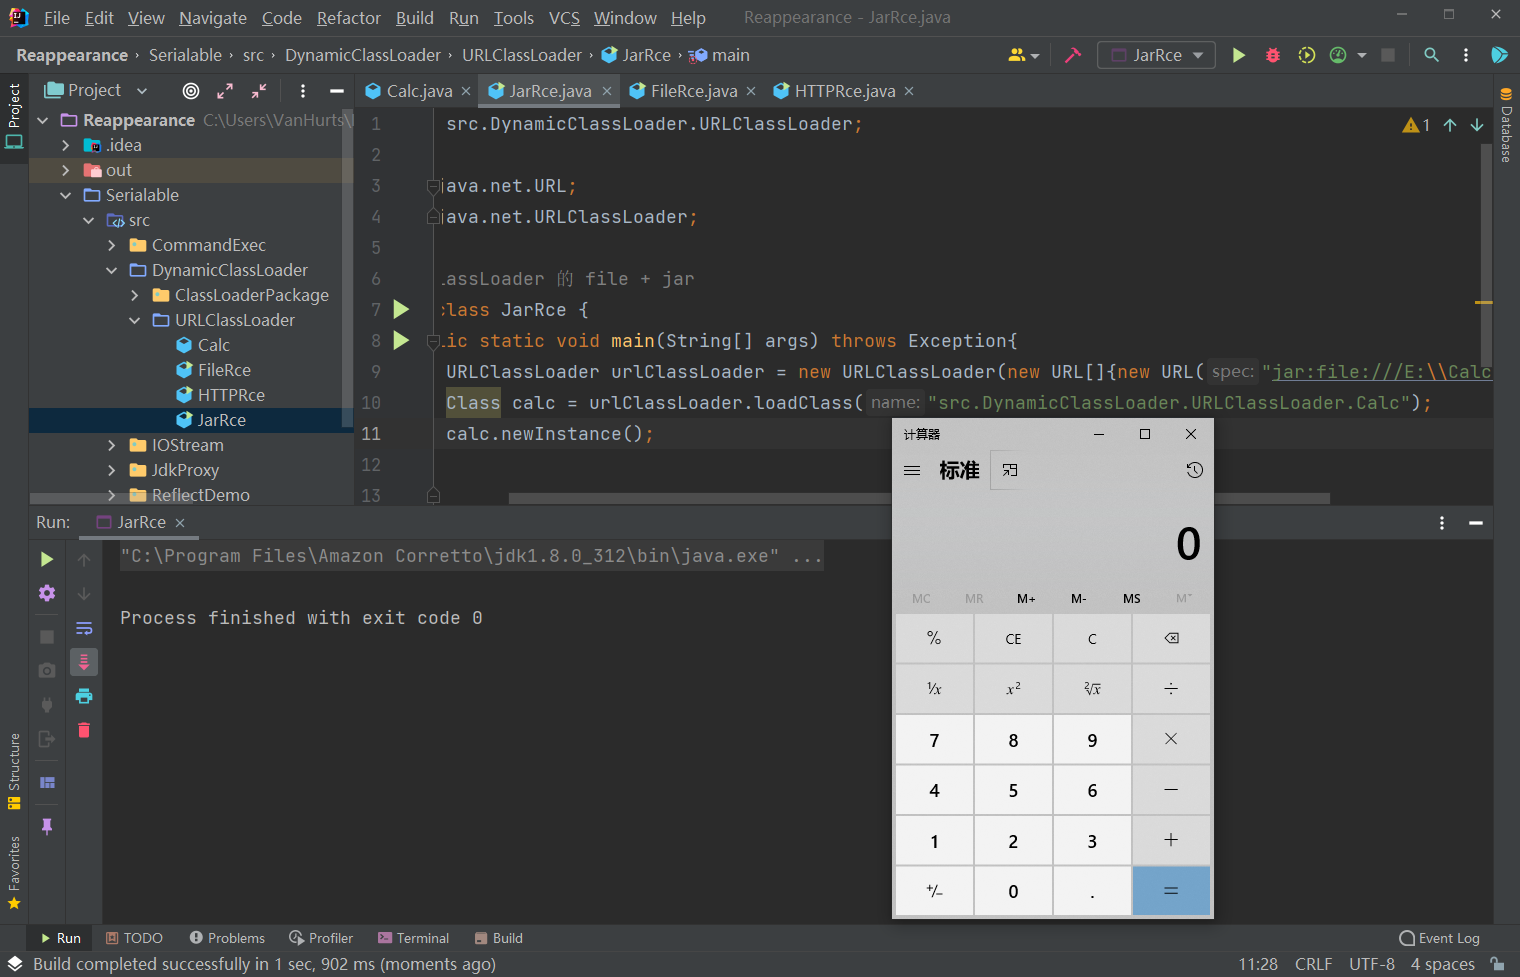 File Edit View Navigate Code Refactor Build Run Tools VCS Window Help Reappearance - JarRce.java
Reappearance › Serialable › src › DynamicClassLoader › URLClassLoader › JarRce › main
JarRce
Project
Calc.java
JarRce.java
FileRce.java
HTTPRce.java
Project
Structure
Favorites
Database
Reappearance C:\Users\VanHurts\
.idea
out
Serialable
src
CommandExec
DynamicClassLoader
ClassLoaderPackage
URLClassLoader
Calc
FileRce
HTTPRce
JarRce
IOStream
JdkProxy
ReflectDemo
1 src.DynamicClassLoader.URLClassLoader;
2
3 java.net.URL;
4 java.net.URLClassLoader;
5
6 lassLoader 的 file + jar
7 class JarRce {
8 lic static void main(String[] args) throws Exception{
9 URLClassLoader urlClassLoader = new URLClassLoader(new URL[]{new URL( spec: "jar:file:///E:\\Calc
10 Class calc = urlClassLoader.loadClass( name: "src.DynamicClassLoader.URLClassLoader.Calc");
11 calc.newInstance();
12
13
1
Run: JarRce
"C:\Program Files\Amazon Corretto\jdk1.8.0_312\bin\java.exe" ...
Process finished with exit code 0
计算器
标准
0
MC MR M+ M- MS M˅
% CE C
¹/x x² ²√x ÷
7 8 9 ×
4 5 6 −
1 2 3 +
+/− 0 . =
Run TODO Problems Profiler Terminal Build Event Log
Build completed successfully in 1 sec, 902 ms (moments ago) 11:28 CRLF UTF-8 4 spaces